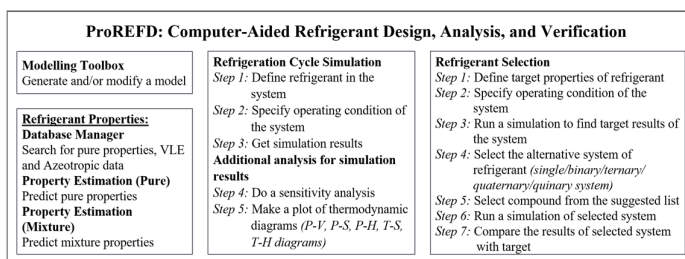 ProREFD: Computer-Aided Refrigerant Design, Analysis, and Verification
Modelling Toolbox
Generate and/or modify a model
Refrigerant Properties:
Database Manager
Search for pure properties, VLE
and Azeotropic data
Property Estimation (Pure)
Predict pure properties
Property Estimation
(Mixture)
Predict mixture properties
Refrigeration Cycle Simulation
Step 1: Define refrigerant in the
system
Step 2: Specify operating condition of
the system
Step 3: Get simulation results
Additional analysis for simulation
results
Step 4: Do a sensitivity analysis
Step 5: Make a plot of thermodynamic
diagrams (P-V, P-S, P-H, T-S,
T-H diagrams)
Refrigerant Selection
Step 1: Define target properties of refrigerant
Step 2: Specify operating condition of the
system
Step 3: Run a simulation to find target results of
the system
Step 4: Select the alternative system of
refrigerant (single/binary/ternary/
quaternary/quinary system)
Step 5: Select compound from the suggested list
Step 6: Run a simulation of selected system
Step 7: Compare the results of selected system
with target